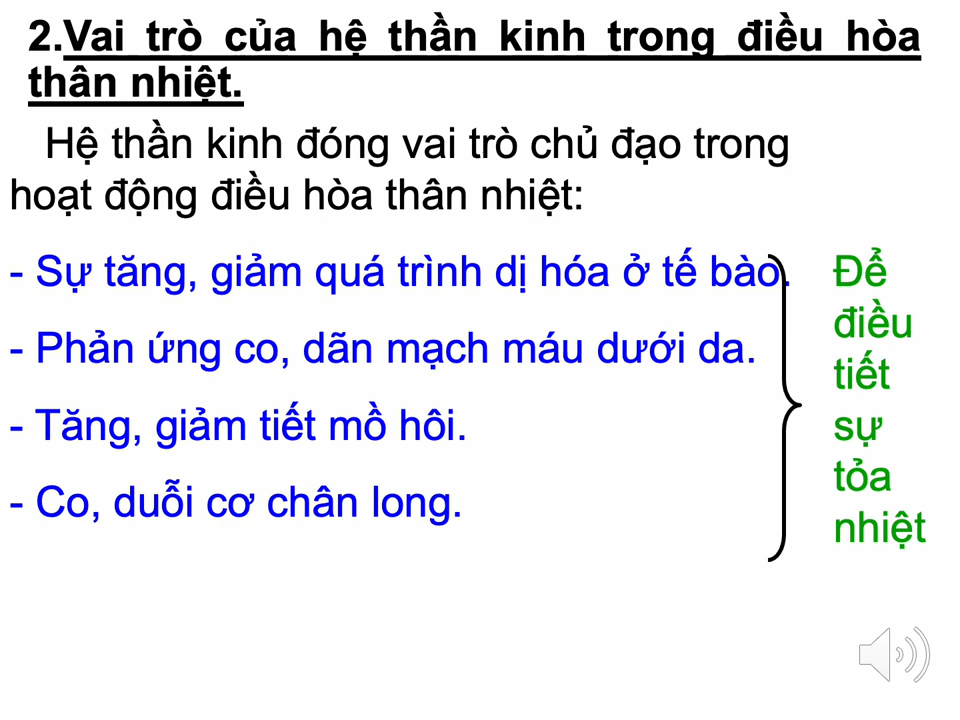 2.Vai trò của hệ thần kinh trong điều hòa
thân nhiệt.
Hệ thần kinh đóng vai trò chủ đạo trong
hoạt động điều hòa thân nhiệt:
- Sự tăng, giảm quá trình dị hóa ở tế bào.
- Phản ứng co, dãn mạch máu dưới da.
- Tăng, giảm tiết mồ hôi.
- Co, duỗi cơ chân long.
Để
điều
tiết
sự
tỏa
nhiệt